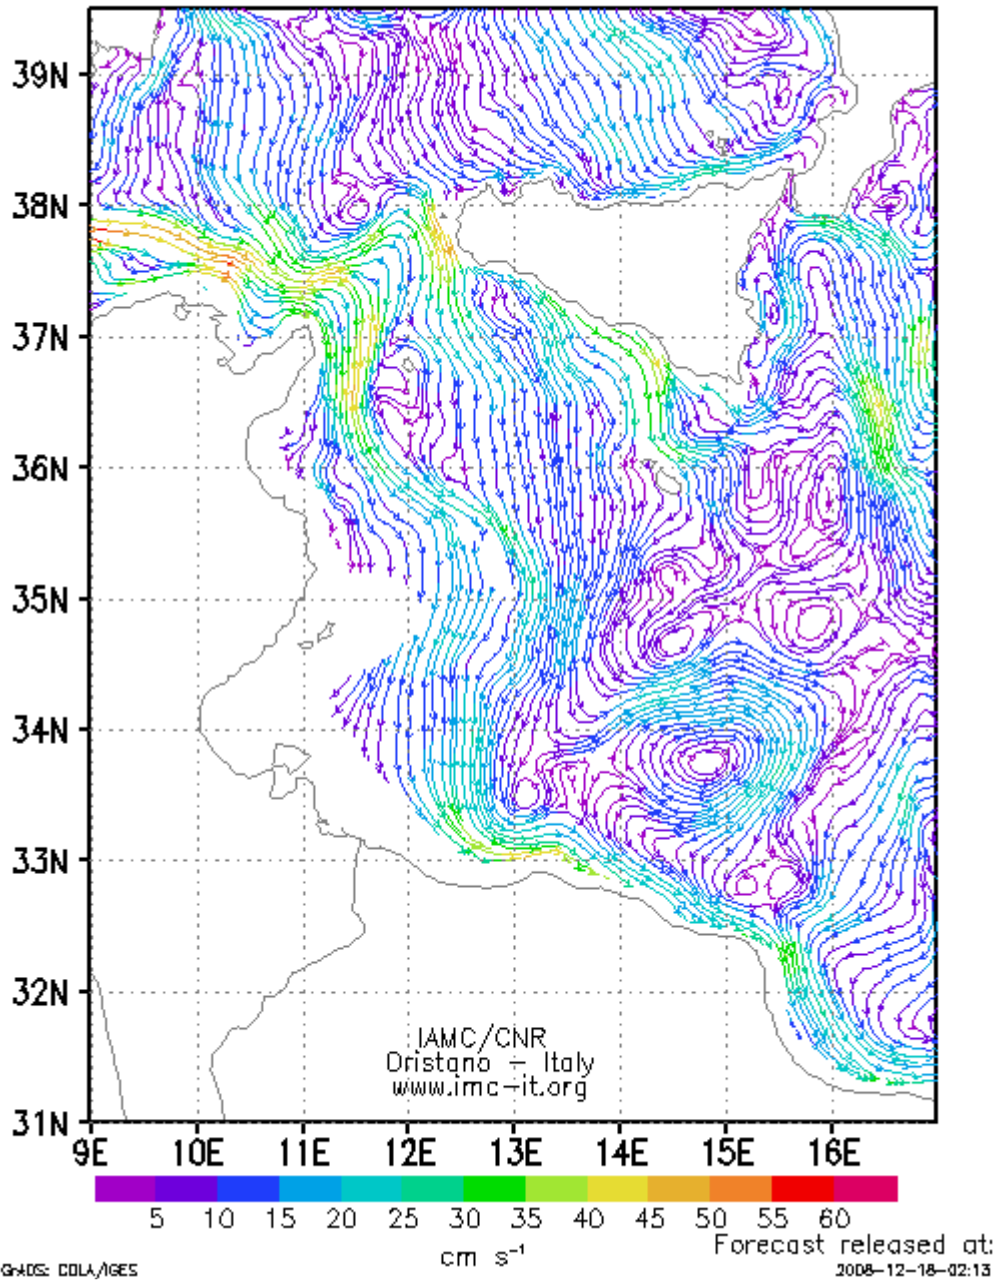 39N
38N
37N
36N
35N
34N
33N
32N
31N
IAMC/CNR
Oristano - Italy
www.imc-it.org
9E 10E 11E 12E 13E 14E 15E 16E
5 10 15 20 25 30 35 40 45 50 55 60
cm s⁻¹
Forecast released at:
GrADS: COLA/IGES
2008-12-18-02:13